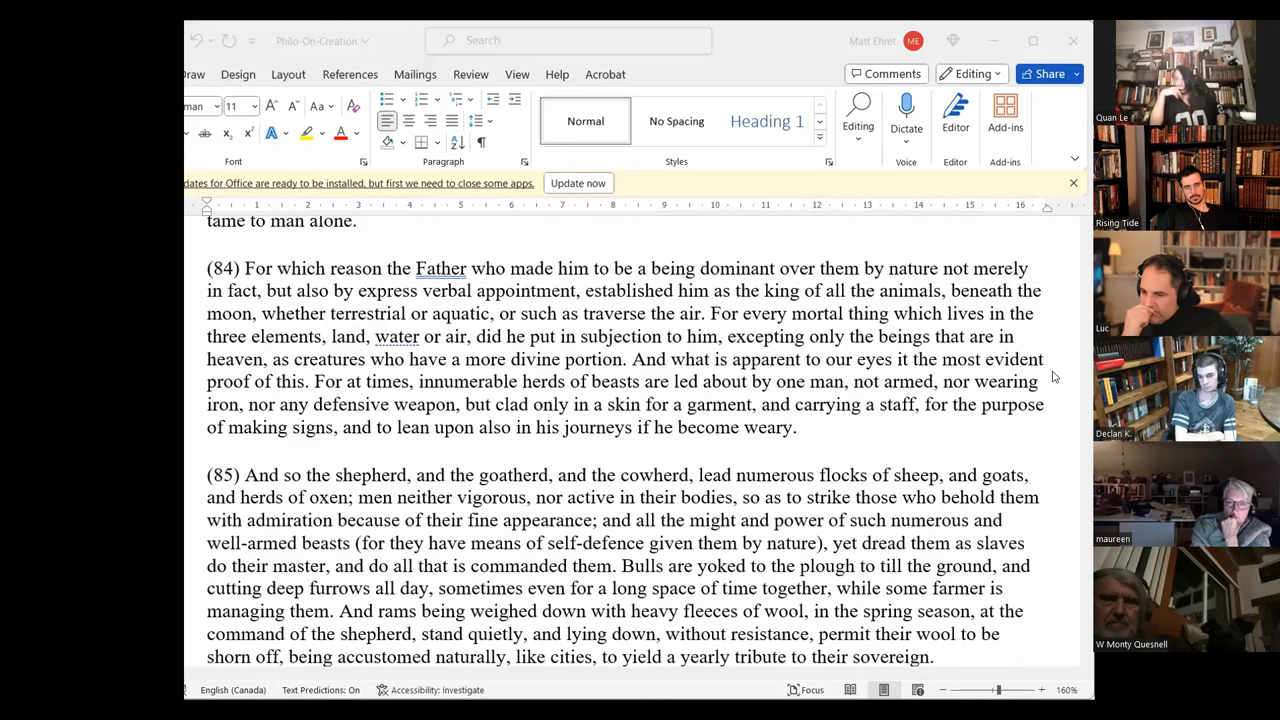 Philo-On-Creation
Search
Matt Ehret
ME
Draw
Design
Layout
References
Mailings
Review
View
Help
Acrobat
Comments
Editing
Share
man
11
Aa
Normal
No Spacing
Heading 1
Editing
Dictate
Editor
Add-ins
Font
Paragraph
Styles
Voice
Editor
Add-ins
dates for Office are ready to be installed, but first we need to close some apps.
Update now
1 2 3 4 5 6 7 8 9 10 11 12 13 14 15 16
tame to man alone.
(84) For which reason the Father who made him to be a being dominant over them by nature not merely
in fact, but also by express verbal appointment, established him as the king of all the animals, beneath the
moon, whether terrestrial or aquatic, or such as traverse the air. For every mortal thing which lives in the
three elements, land, water or air, did he put in subjection to him, excepting only the beings that are in
heaven, as creatures who have a more divine portion. And what is apparent to our eyes it the most evident
proof of this. For at times, innumerable herds of beasts are led about by one man, not armed, nor wearing
iron, nor any defensive weapon, but clad only in a skin for a garment, and carrying a staff, for the purpose
of making signs, and to lean upon also in his journeys if he become weary.
(85) And so the shepherd, and the goatherd, and the cowherd, lead numerous flocks of sheep, and goats,
and herds of oxen; men neither vigorous, nor active in their bodies, so as to strike those who behold them
with admiration because of their fine appearance; and all the might and power of such numerous and
well-armed beasts (for they have means of self-defence given them by nature), yet dread them as slaves
do their master, and do all that is commanded them. Bulls are yoked to the plough to till the ground, and
cutting deep furrows all day, sometimes even for a long space of time together, while some farmer is
managing them. And rams being weighed down with heavy fleeces of wool, in the spring season, at the
command of the shepherd, stand quietly, and lying down, without resistance, permit their wool to be
shorn off, being accustomed naturally, like cities, to yield a yearly tribute to their sovereign.
English (Canada)
Text Predictions: On
Accessibility: Investigate
Focus
160%
Quan Le
Rising Tide
Luc
Declan K.
maureen
W Monty Quesnell